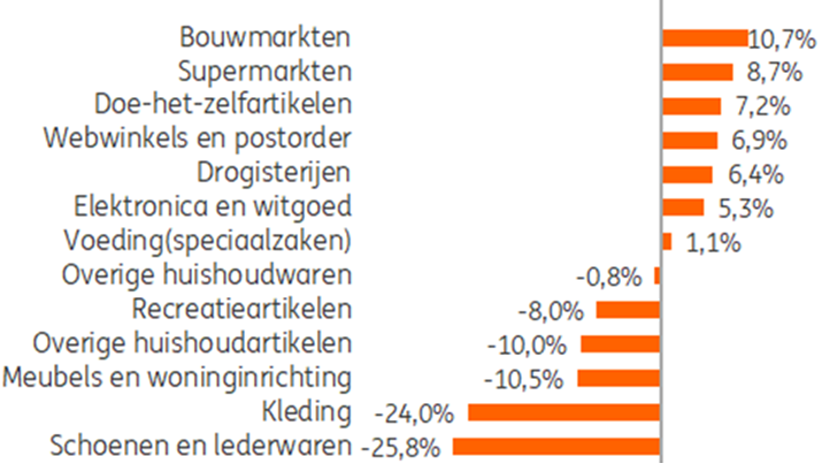 Bouwmarkten 10,7%
Supermarkten 8,7%
Doe-het-zelfartikelen 7,2%
Webwinkels en postorder 6,9%
Drogisterijen 6,4%
Elektronica en witgoed 5,3%
Voeding(speciaalzaken) 1,1%
Overige huishoudwaren -0,8%
Recreatieartikelen -8,0%
Overige huishoudartikelen -10,0%
Meubels en woninginrichting -10,5%
Kleding -24,0%
Schoenen en lederwaren -25,8%